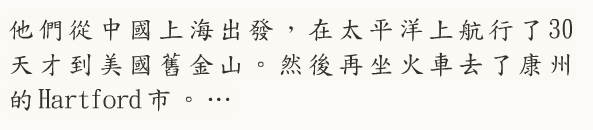 他們從中國上海出發，在太平洋上航行了30
天才到美國舊金山。然後再坐火車去了康州
的Hartford市。…